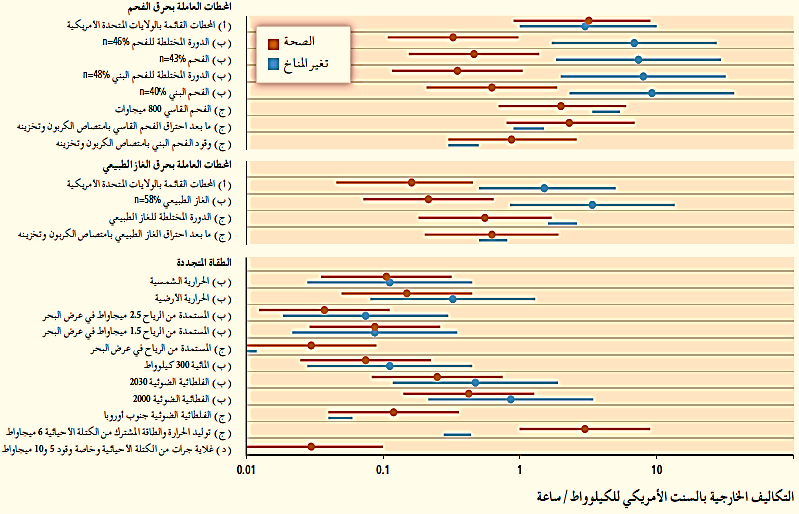 المحطات العاملة بحرق الفحم
(أ) المحطات القائمة بالولايات المتحدة الامريكية
(ب) الدورة المختلطة للفحم n=46%
(ب) الفحم n=43%
(ب) الدورة المختلطة للفحم البني n=48%
(ب) الفحم البني n=40%
(ج) الفحم القاسي 800 ميجاوات
(ج) ما بعد احتراق الفحم القاسي بامتصاص الكربون وتخزينه
(ج) وقود الفحم البني بامتصاص الكربون وتخزينه
الصحة
تغير المناخ
المحطات العاملة بحرق الغاز الطبيعي
(أ) المحطات القائمة بالولايات المتحدة الامريكية
(ب) الغاز الطبيعي n=58%
(ج) الدورة المختلطة للغاز الطبيعي
(ج) ما بعد احتراق الغاز الطبيعي بامتصاص الكربون وتخزينه
الطاقة المتجددة
(ب) الحرارية الشمسية
(ب) الحرارية الارضية
(ب) المستمدة من الرياح 2.5 ميجاواط في عرض البحر
(ب) المستمدة من الرياح 1.5 ميجاواط في عرض البحر
(ج) المستمدة من الرياح في عرض البحر
(ب) المائية 300 كيلوواط
(ب) الفلطائية الضوئية 2030
(ب) الفطائية الضوئية 2000
(ج) الفلطائية الضوئية جنوب أوروبا
(ج) توليد الحرارة والطاقة المشترك من الكتلة الاحيائية 6 ميجاواط
(د) غلاية جرات من الكتلة الأحيائية وخاصة وقود 5 و10 ميجاواط
0.01 0.1 1 10
التكاليف الخارجية بالسنت الأمريكي للكيلوواط / ساعة